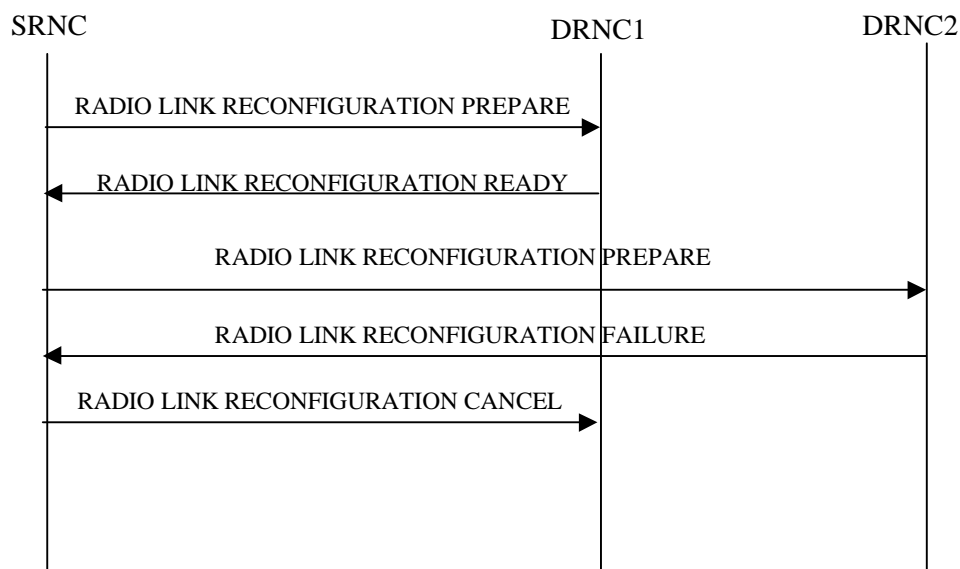 SRNC
DRNC1
DRNC2
RADIO LINK RECONFIGURATION PREPARE
RADIO LINK RECONFIGURATION READY
RADIO LINK RECONFIGURATION PREPARE
RADIO LINK RECONFIGURATION FAILURE
RADIO LINK RECONFIGURATION CANCEL